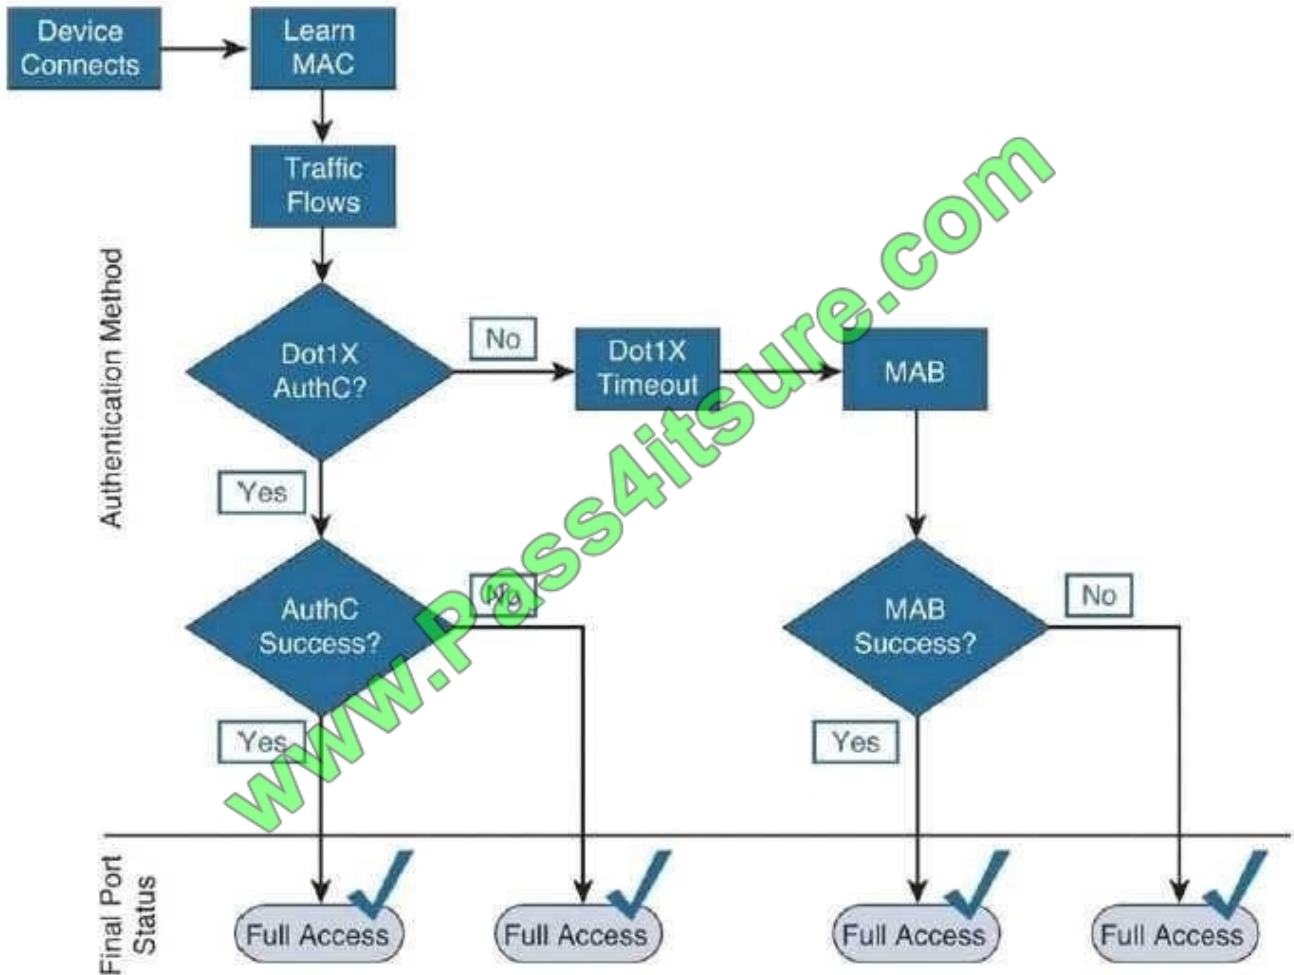 Device
Connects
Learn
MAC
Traffic
Flows
Authentication Method
Dot1X
AuthC?
No
Dot1X
Timeout
MAB
Yes
AuthC
Success?
No
MAB
Success?
No
Yes
Yes
www.Pass4itsure.com
Final Port
Status
Full Access
Full Access
Full Access
Full Access